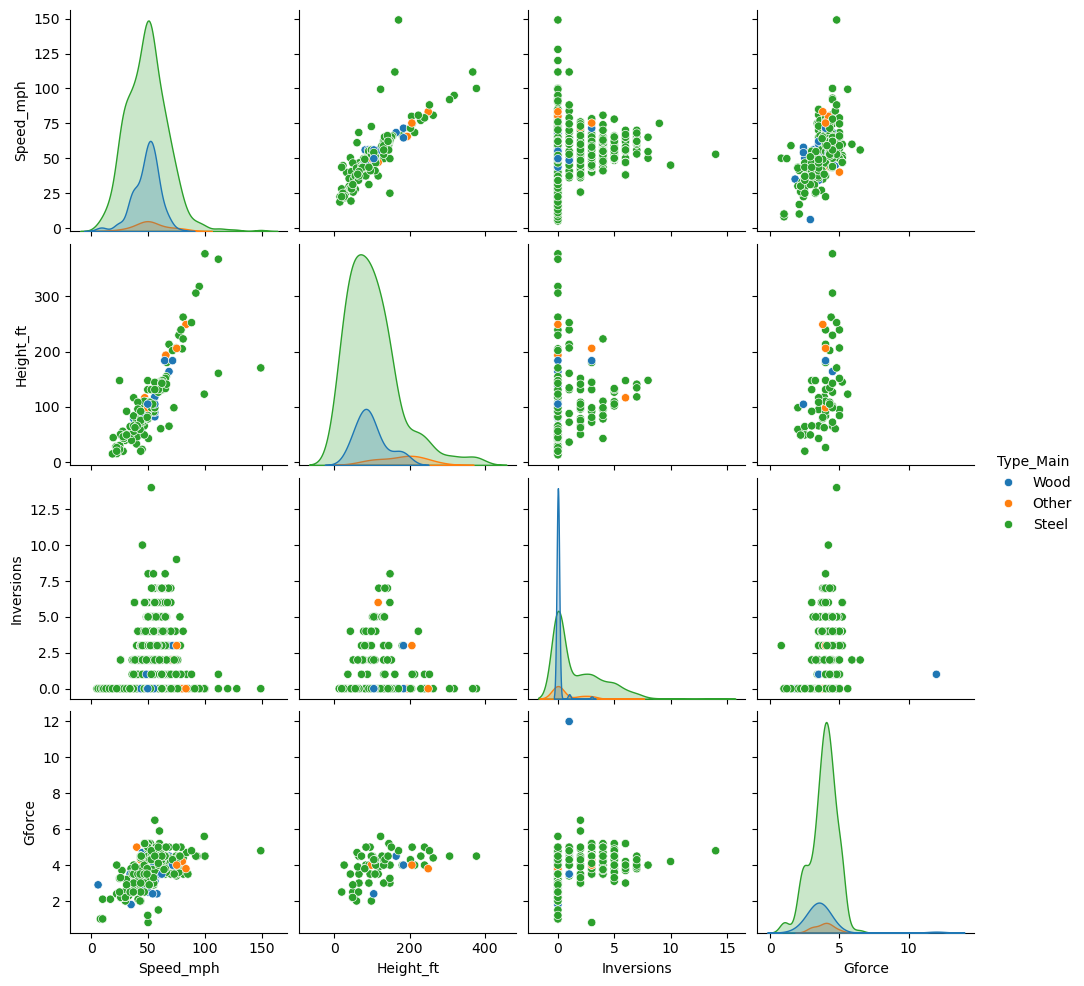 150
125
100
75
50
25
0
Speed_mph
300
200
100
0
Height_ft
Type_Main
Wood
Other
Steel
12.5
10.0
7.5
5.0
2.5
0.0
Inversions
12
10
8
6
4
2
Gforce
0 50 100 150
0 200 400
0 5 10 15
0 5 10
Speed_mph
Height_ft
Inversions
Gforce